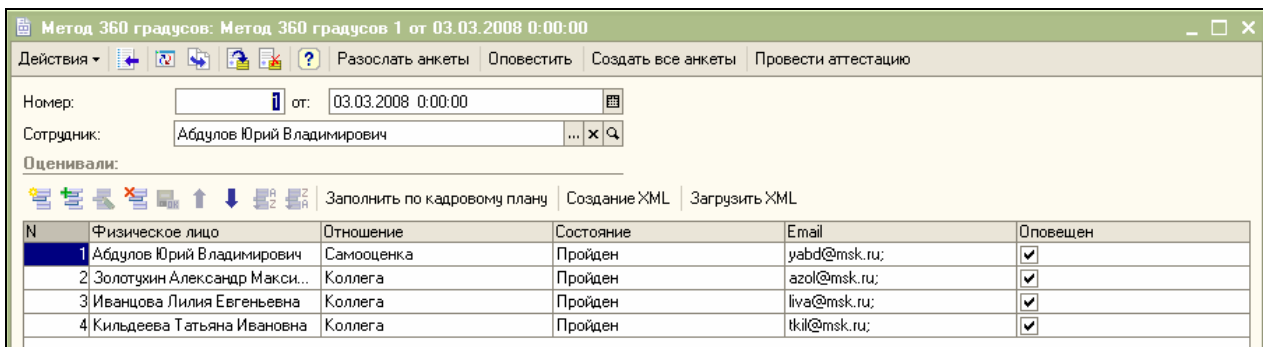 Метод 360 градусов: Метод 360 градусов 1 от 03.03.2008 0:00:00
Действия ? Разослать анкеты Оповестить Создать все анкеты Провести аттестацию
Номер: 1 от: 03.03.2008 0:00:00
Сотрудник: Абдулов Юрий Владимирович ... x
Оценивали:
Заполнить по кадровому плану Создание XML Загрузить XML
N Физическое лицо Отношение Состояние Email Оповещен
1 Абдулов Юрий Владимирович Самооценка Пройден yabd@msk.ru;
2 Золотухин Александр Макси... Коллега Пройден azol@msk.ru;
3 Иванцова Лилия Евгеньевна Коллега Пройден liva@msk.ru;
4 Кильдеева Татьяна Ивановна Коллега Пройден tkil@msk.ru;